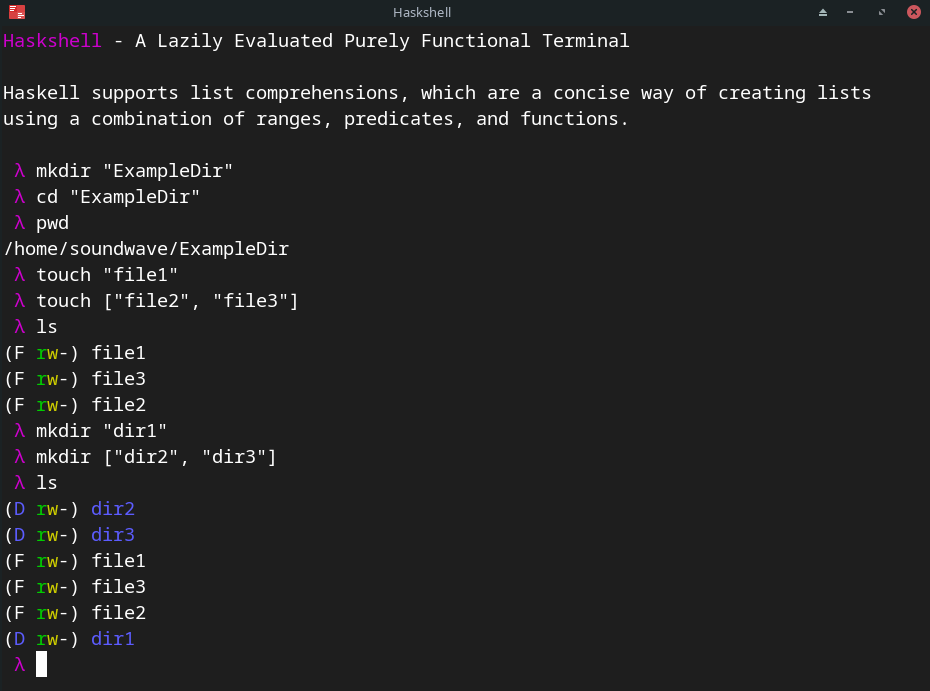 Haskshell
Haskshell - A Lazily Evaluated Purely Functional Terminal
Haskell supports list comprehensions, which are a concise way of creating lists
using a combination of ranges, predicates, and functions.
λ mkdir "ExampleDir"
λ cd "ExampleDir"
λ pwd
/home/soundwave/ExampleDir
λ touch "file1"
λ touch ["file2", "file3"]
λ ls
(F rw-) file1
(F rw-) file3
(F rw-) file2
λ mkdir "dir1"
λ mkdir ["dir2", "dir3"]
λ ls
(D rw-) dir2
(D rw-) dir3
(F rw-) file1
(F rw-) file3
(F rw-) file2
(D rw-) dir1
λ